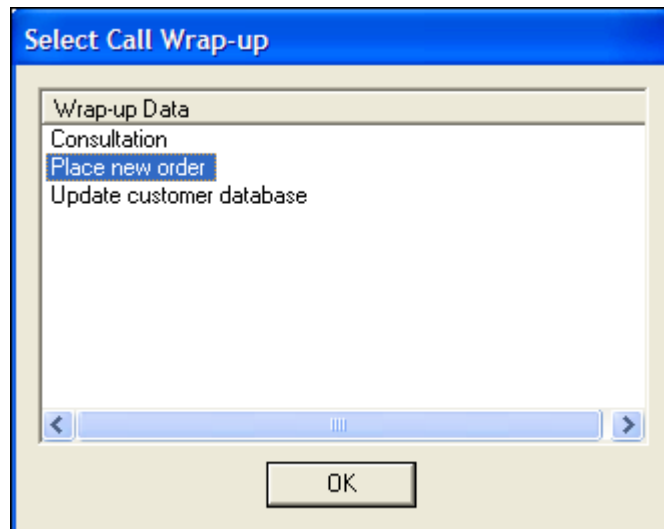 Select Call Wrap-up
Wrap-up Data
Consultation
Place new order
Update customer database
OK